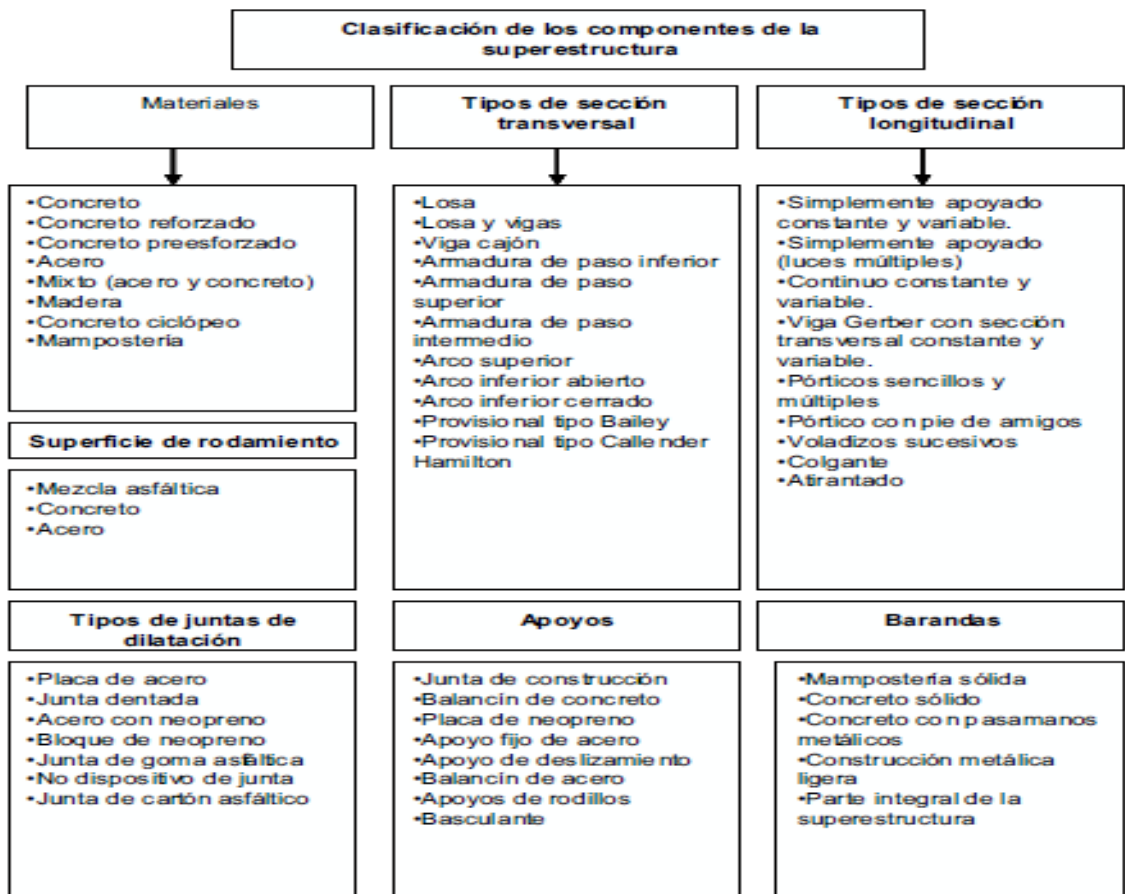 Clasificación de los componentes de la
superestructura
Materiales
•Concreto
•Concreto reforzado
•Concreto preesforzado
•Acero
•Mixto (acero y concreto)
•Madera
•Concreto ciclópeo
•Mampostería
Superficie de rodamiento
•Mezcla asfáltica
•Concreto
•Acero
Tipos de sección
transversal
•Losa
•Losa y vigas
•Viga cajón
•Armadura de paso inferior
•Armadura de paso
superior
•Armadura de paso
intermedio
•Arco superior
•Arco inferior abierto
•Arco inferior cerrado
•Provisional tipo Bailey
•Provisional tipo Callender
Hamilton
Tipos de sección
longitudinal
•Simplemente apoyado
constante y variable.
•Simplemente apoyado
(luces múltiples)
•Continuo constante y
variable.
•Viga Gerber con sección
transversal constante y
variable.
•Pórticos sencillos y
múltiples
•Pórtico con pie de amigos
•Voladizos sucesivos
•Colgante
•Atirantado
Tipos de juntas de
dilatación
•Placa de acero
•Junta dentada
•Acero con neopreno
•Bloque de neopreno
•Junta de goma asfáltica
•No dispositivo de junta
•Junta de cartón asfáltico
Apoyos
•Junta de construcción
•Balancín de concreto
•Placa de neopreno
•Apoyo fijo de acero
•Apoyo de deslizamiento
•Balancín de acero
•Apoyos de rodillos
•Basculante
Barandas
•Mampostería sólida
•Concreto sólido
•Concreto con pasamanos
metálicos
•Construcción metálica
ligera
•Parte integral de la
superestructura